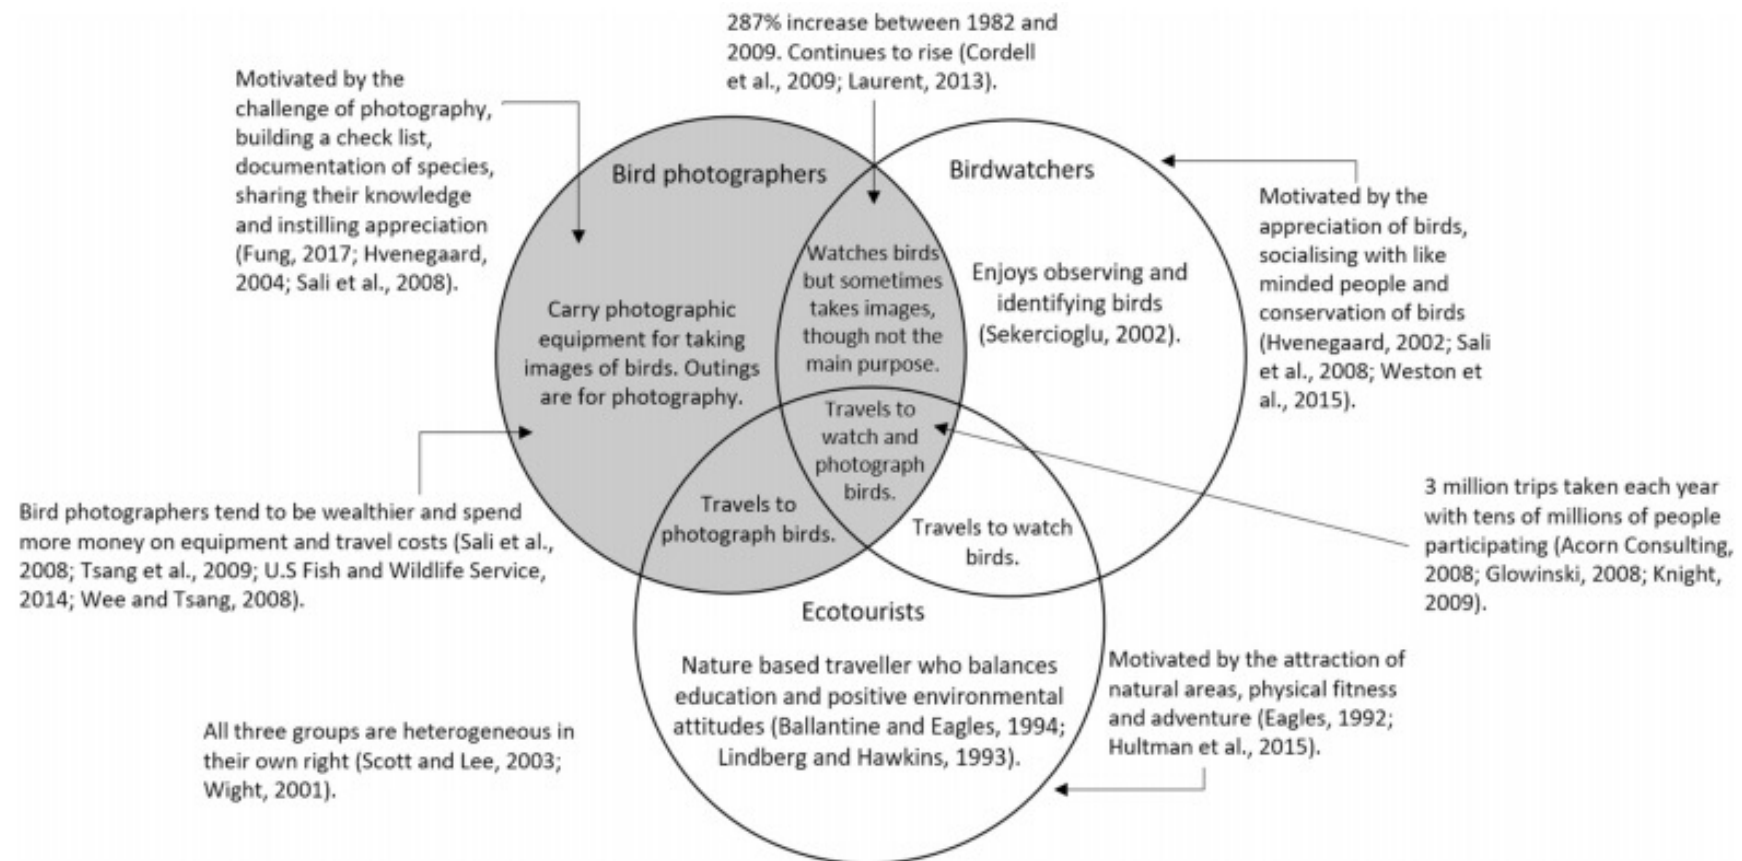 287% increase between 1982 and
2009. Continues to rise (Cordell
et al., 2009; Laurent, 2013).
Motivated by the
challenge of photography,
building a check list,
documentation of species,
sharing their knowledge
and instilling appreciation
(Fung, 2017; Hvenegaard,
2004; Sali et al., 2008).
Bird photographers
Birdwatchers
Motivated by the
appreciation of birds,
socialising with like
minded people and
conservation of birds
(Hvenegaard, 2002; Sali
et al., 2008; Weston et
al., 2015).
Carry photographic
equipment for taking
images of birds. Outings
are for photography.
Watches birds
but sometimes
takes images,
though not the
main purpose.
Enjoys observing and
identifying birds
(Sekercioglu, 2002).
Travels to
watch and
photograph
birds.
Bird photographers tend to be wealthier and spend
more money on equipment and travel costs (Sali et al.,
2008; Tsang et al., 2009; U.S Fish and Wildlife Service,
2014; Wee and Tsang, 2008).
Travels to
photograph birds.
Travels to watch
birds.
3 million trips taken each year
with tens of millions of people
participating (Acorn Consulting,
2008; Glowinski, 2008; Knight,
2009).
Ecotourists
Nature based traveller who balances
education and positive environmental
attitudes (Ballantine and Eagles, 1994;
Lindberg and Hawkins, 1993).
Motivated by the attraction of
natural areas, physical fitness
and adventure (Eagles, 1992;
Hultman et al., 2015).
All three groups are heterogeneous in
their own right (Scott and Lee, 2003;
Wight, 2001).